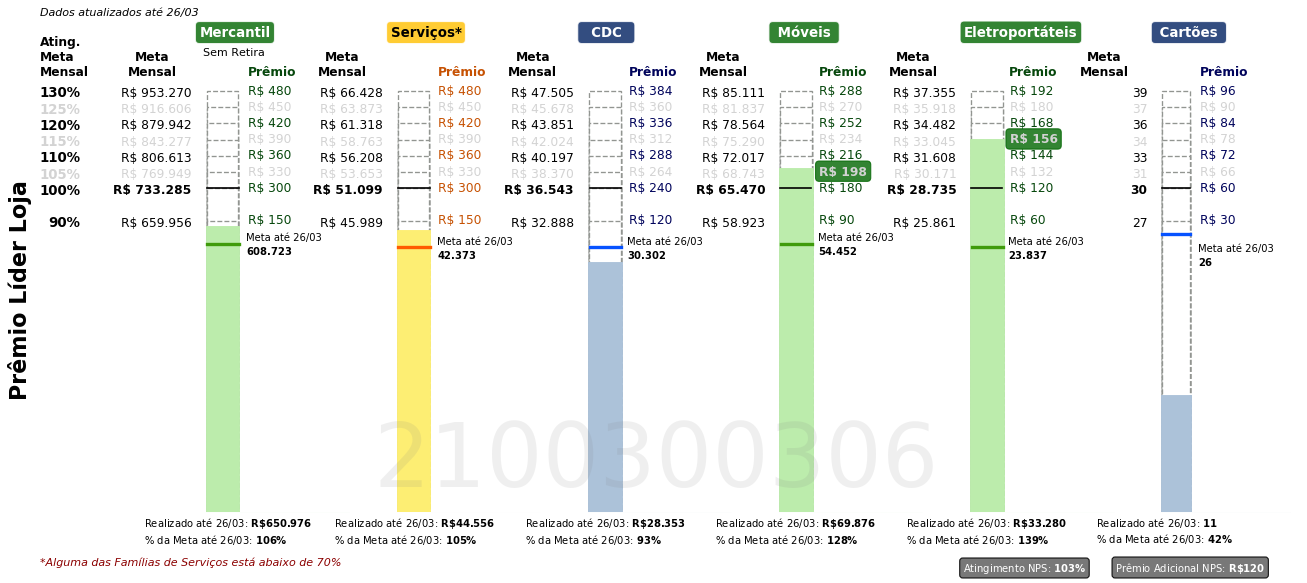 Dados atualizados até 26/03
Mercantil Serviços* CDC Móveis Eletroportáteis Cartões
Sem Retira
Ating. Meta Mensal
Meta Mensal Prêmio Meta Mensal Prêmio Meta Mensal Prêmio Meta Mensal Prêmio Meta Mensal Prêmio Meta Mensal Prêmio
130% R$ 953.270 R$ 480 R$ 66.428 R$ 480 R$ 47.505 R$ 384 R$ 85.111 R$ 288 R$ 37.355 R$ 192 39 R$ 96
125% R$ 916.606 R$ 450 R$ 63.873 R$ 450 R$ 45.678 R$ 360 R$ 81.837 R$ 270 R$ 35.918 R$ 180 37 R$ 90
120% R$ 879.942 R$ 420 R$ 61.318 R$ 420 R$ 43.851 R$ 336 R$ 78.564 R$ 252 R$ 34.482 R$ 168 36 R$ 84
115% R$ 843.277 R$ 390 R$ 58.763 R$ 390 R$ 42.024 R$ 312 R$ 75.290 R$ 234 R$ 33.045 R$ 156 34 R$ 78
110% R$ 806.613 R$ 360 R$ 56.208 R$ 360 R$ 40.197 R$ 288 R$ 72.017 R$ 216 R$ 31.608 R$ 144 33 R$ 72
105% R$ 769.949 R$ 330 R$ 53.653 R$ 330 R$ 38.370 R$ 264 R$ 68.743 R$ 198 R$ 30.171 R$ 132 31 R$ 66
100% R$ 733.285 R$ 300 R$ 51.099 R$ 300 R$ 36.543 R$ 240 R$ 65.470 R$ 180 R$ 28.735 R$ 120 30 R$ 60
90% R$ 659.956 R$ 150 R$ 45.989 R$ 150 R$ 32.888 R$ 120 R$ 58.923 R$ 90 R$ 25.861 R$ 60 27 R$ 30
Meta até 26/03 Meta até 26/03 Meta até 26/03 Meta até 26/03 Meta até 26/03 Meta até 26/03
608.723 42.373 30.302 54.452 23.837 26
Prêmio Líder Loja
2100300306
Realizado até 26/03: R$650.976 Realizado até 26/03: R$44.556 Realizado até 26/03: R$28.353 Realizado até 26/03: R$69.876 Realizado até 26/03: R$33.280 Realizado até 26/03: 11
% da Meta até 26/03: 106% % da Meta até 26/03: 105% % da Meta até 26/03: 93% % da Meta até 26/03: 128% % da Meta até 26/03: 139% % da Meta até 26/03: 42%
*Alguma das Famílias de Serviços está abaixo de 70%
Atingimento NPS: 103% Prêmio Adicional NPS: R$120